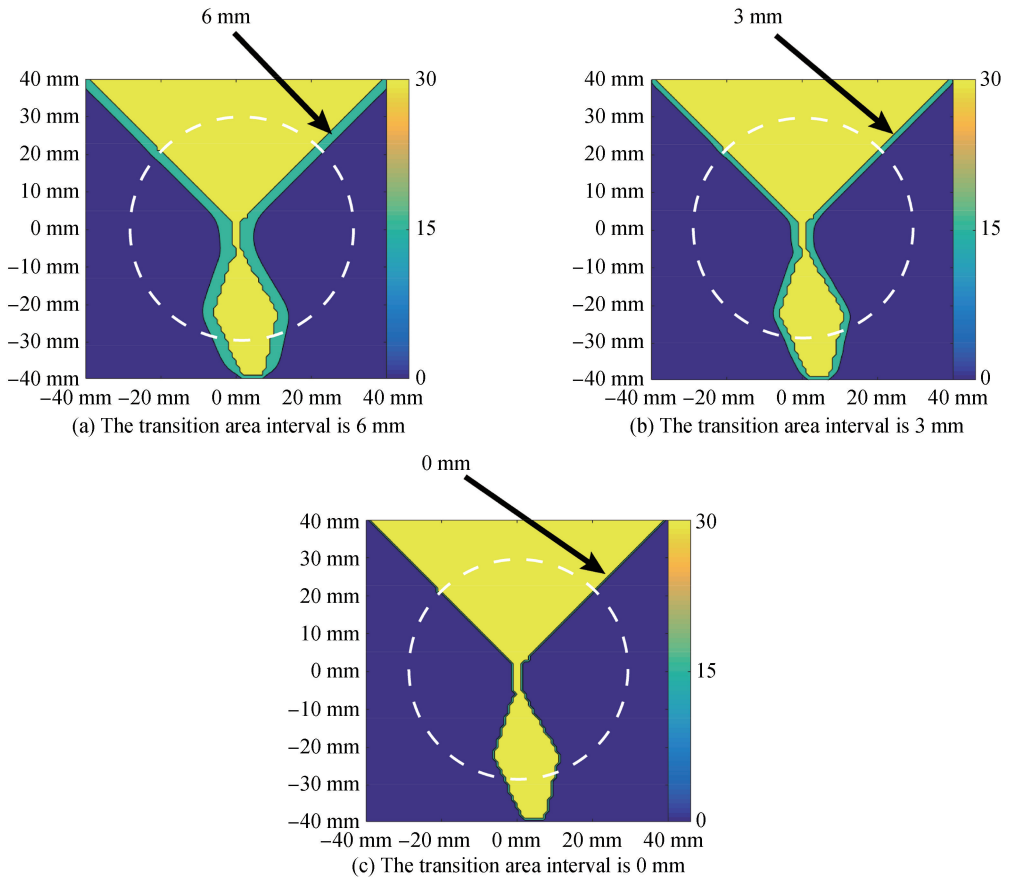 6 mm
40 mm
30 mm
20 mm
10 mm
0 mm
−10 mm
−20 mm
−30 mm
−40 mm
−40 mm −20 mm 0 mm 20 mm 40 mm
30
15
0
(a) The transition area interval is 6 mm
3 mm
40 mm
30 mm
20 mm
10 mm
0 mm
−10 mm
−20 mm
−30 mm
−40 mm
−40 mm −20 mm 0 mm 20 mm 40 mm
30
15
0
(b) The transition area interval is 3 mm
0 mm
40 mm
30 mm
20 mm
10 mm
0 mm
−10 mm
−20 mm
−30 mm
−40 mm
−40 mm −20 mm 0 mm 20 mm 40 mm
30
15
0
(c) The transition area interval is 0 mm